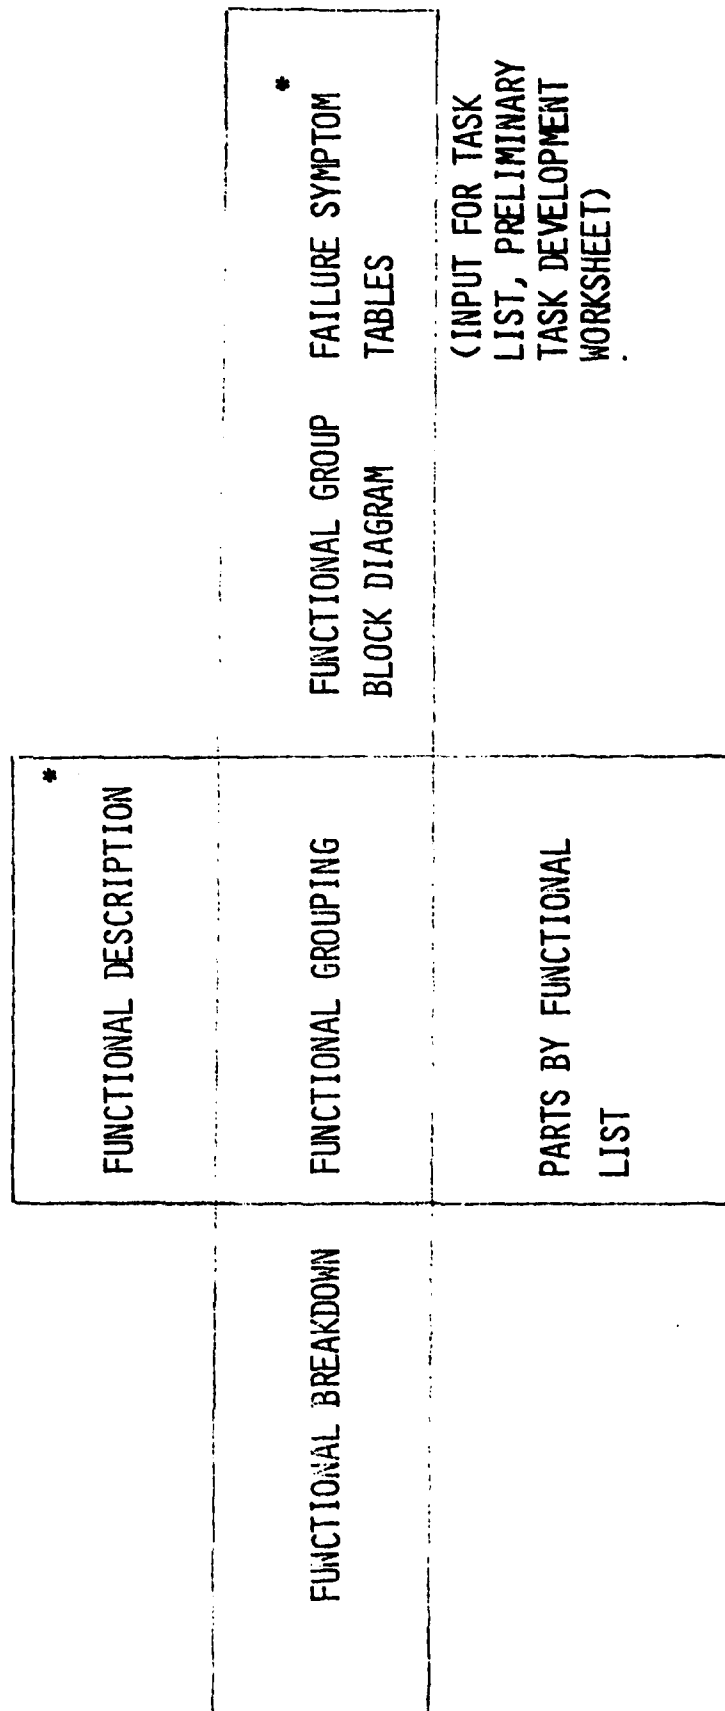 FUNCTIONAL DESCRIPTION *
FUNCTIONAL BREAKDOWN
FUNCTIONAL GROUPING
FUNCTIONAL GROUP
BLOCK DIAGRAM
FAILURE SYMPTOM *
TABLES
PARTS BY FUNCTIONAL
LIST
(INPUT FOR TASK
LIST, PRELIMINARY
TASK DEVELOPMENT
WORKSHEET)